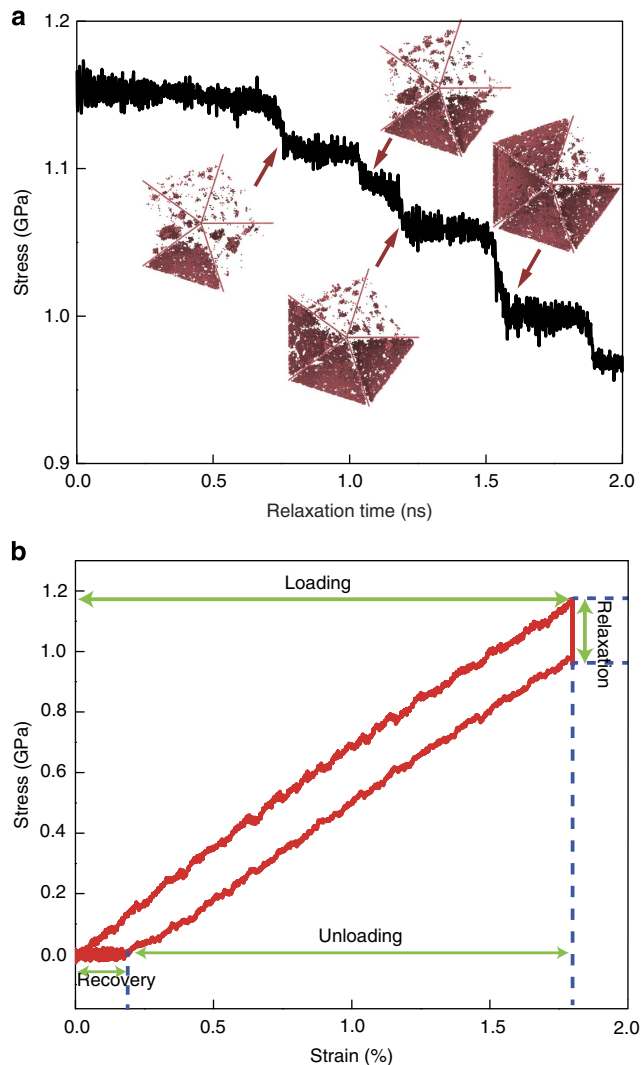 a
1.2
1.1
1.0
0.9
Stress (GPa)
0.0
0.5
1.0
1.5
2.0
Relaxation time (ns)
b
Loading
1.2
1.0
0.8
0.6
0.4
0.2
0.0
Stress (GPa)
Relaxation
Unloading
Recovery
0.0
0.5
1.0
1.5
2.0
Strain (%)